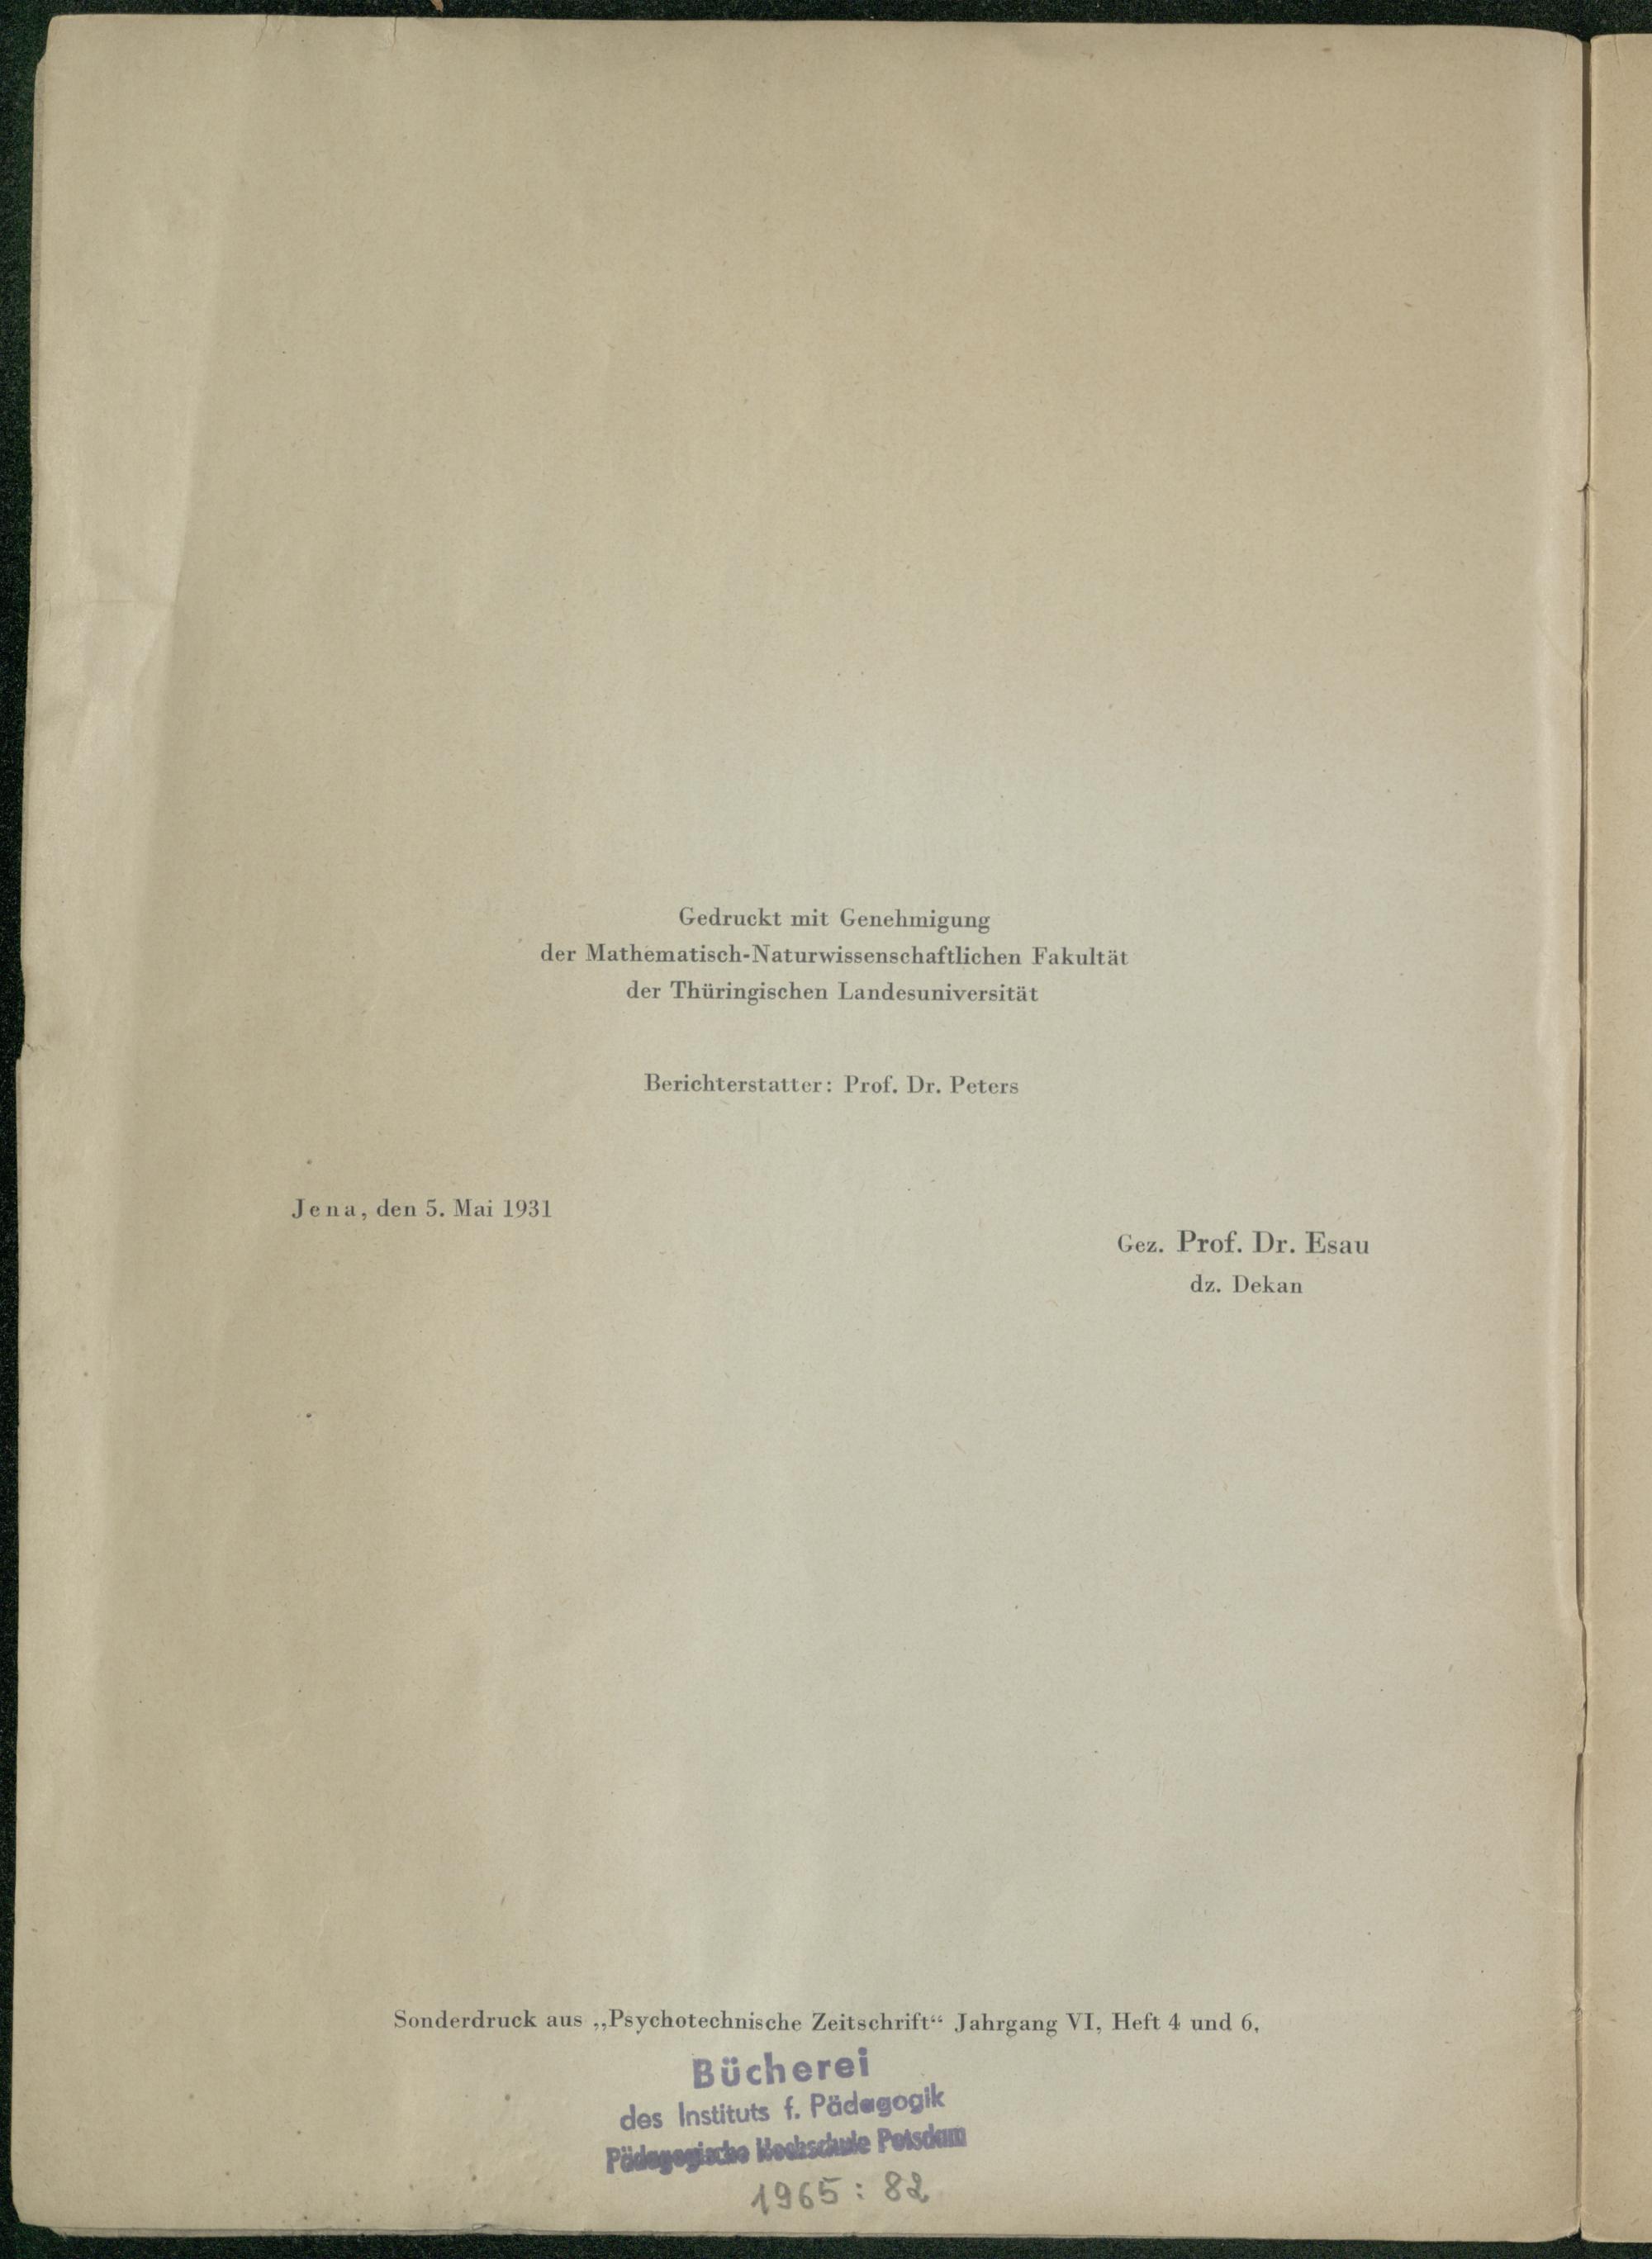 Gedruckt mit Genehmigung
der Mathematisch-Naturwissenschaftlichen Fakultät
der Thüringischen Landesuniversität
Berichterstatter: Prof. Dr. Peters
Jena, den 5. Mai 1931
Gez. Prof. Dr. Esau
dz. Dekan
Sonderdruck aus „Psychotechnische Zeitschrift“ Jahrgang VI, Heft 4 und 6,
Bücherei
des Instituts f. Pädagogik
Pädagogische Hochschule Potsdam
1965: 82